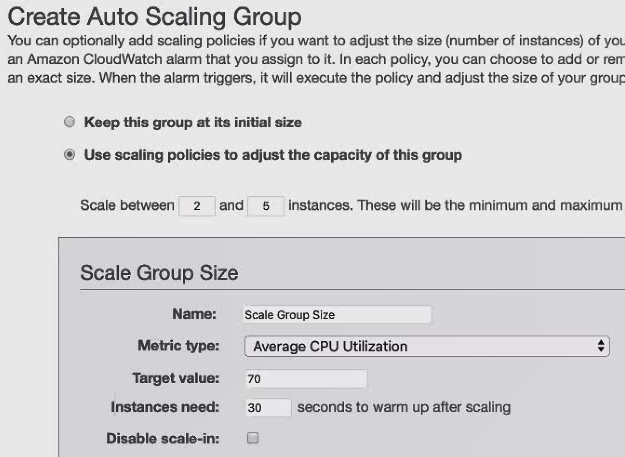 Create Auto Scaling Group
You can optionally add scaling policies if you want to adjust the size (number of instances) of
an Amazon CloudWatch alarm that you assign to it. In each policy, you can choose to add or
an exact size. When the alarm triggers, it will execute the policy and adjust the size of your group
Keep this group at its initial size
Use scaling policies to adjust the capacity of this group
Scale between 2 and 5 instances. These will be the minimum and maximum
Scale Group Size
Name: Scale Group Size
Metric type: Average CPU Utilization
Target value: 70
Instances need: 30 seconds to warm up after scaling
Disable scale-in: